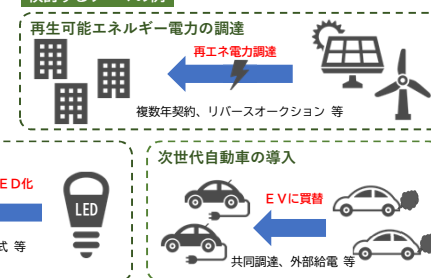 再生可能エネルギー電力の調達
再エネ電力調達
複数年契約、リバースオークション 等
ＥＤ化
LED
式 等
次世代自動車の導入
ＥＶに買替
共同調達、外部給電 等